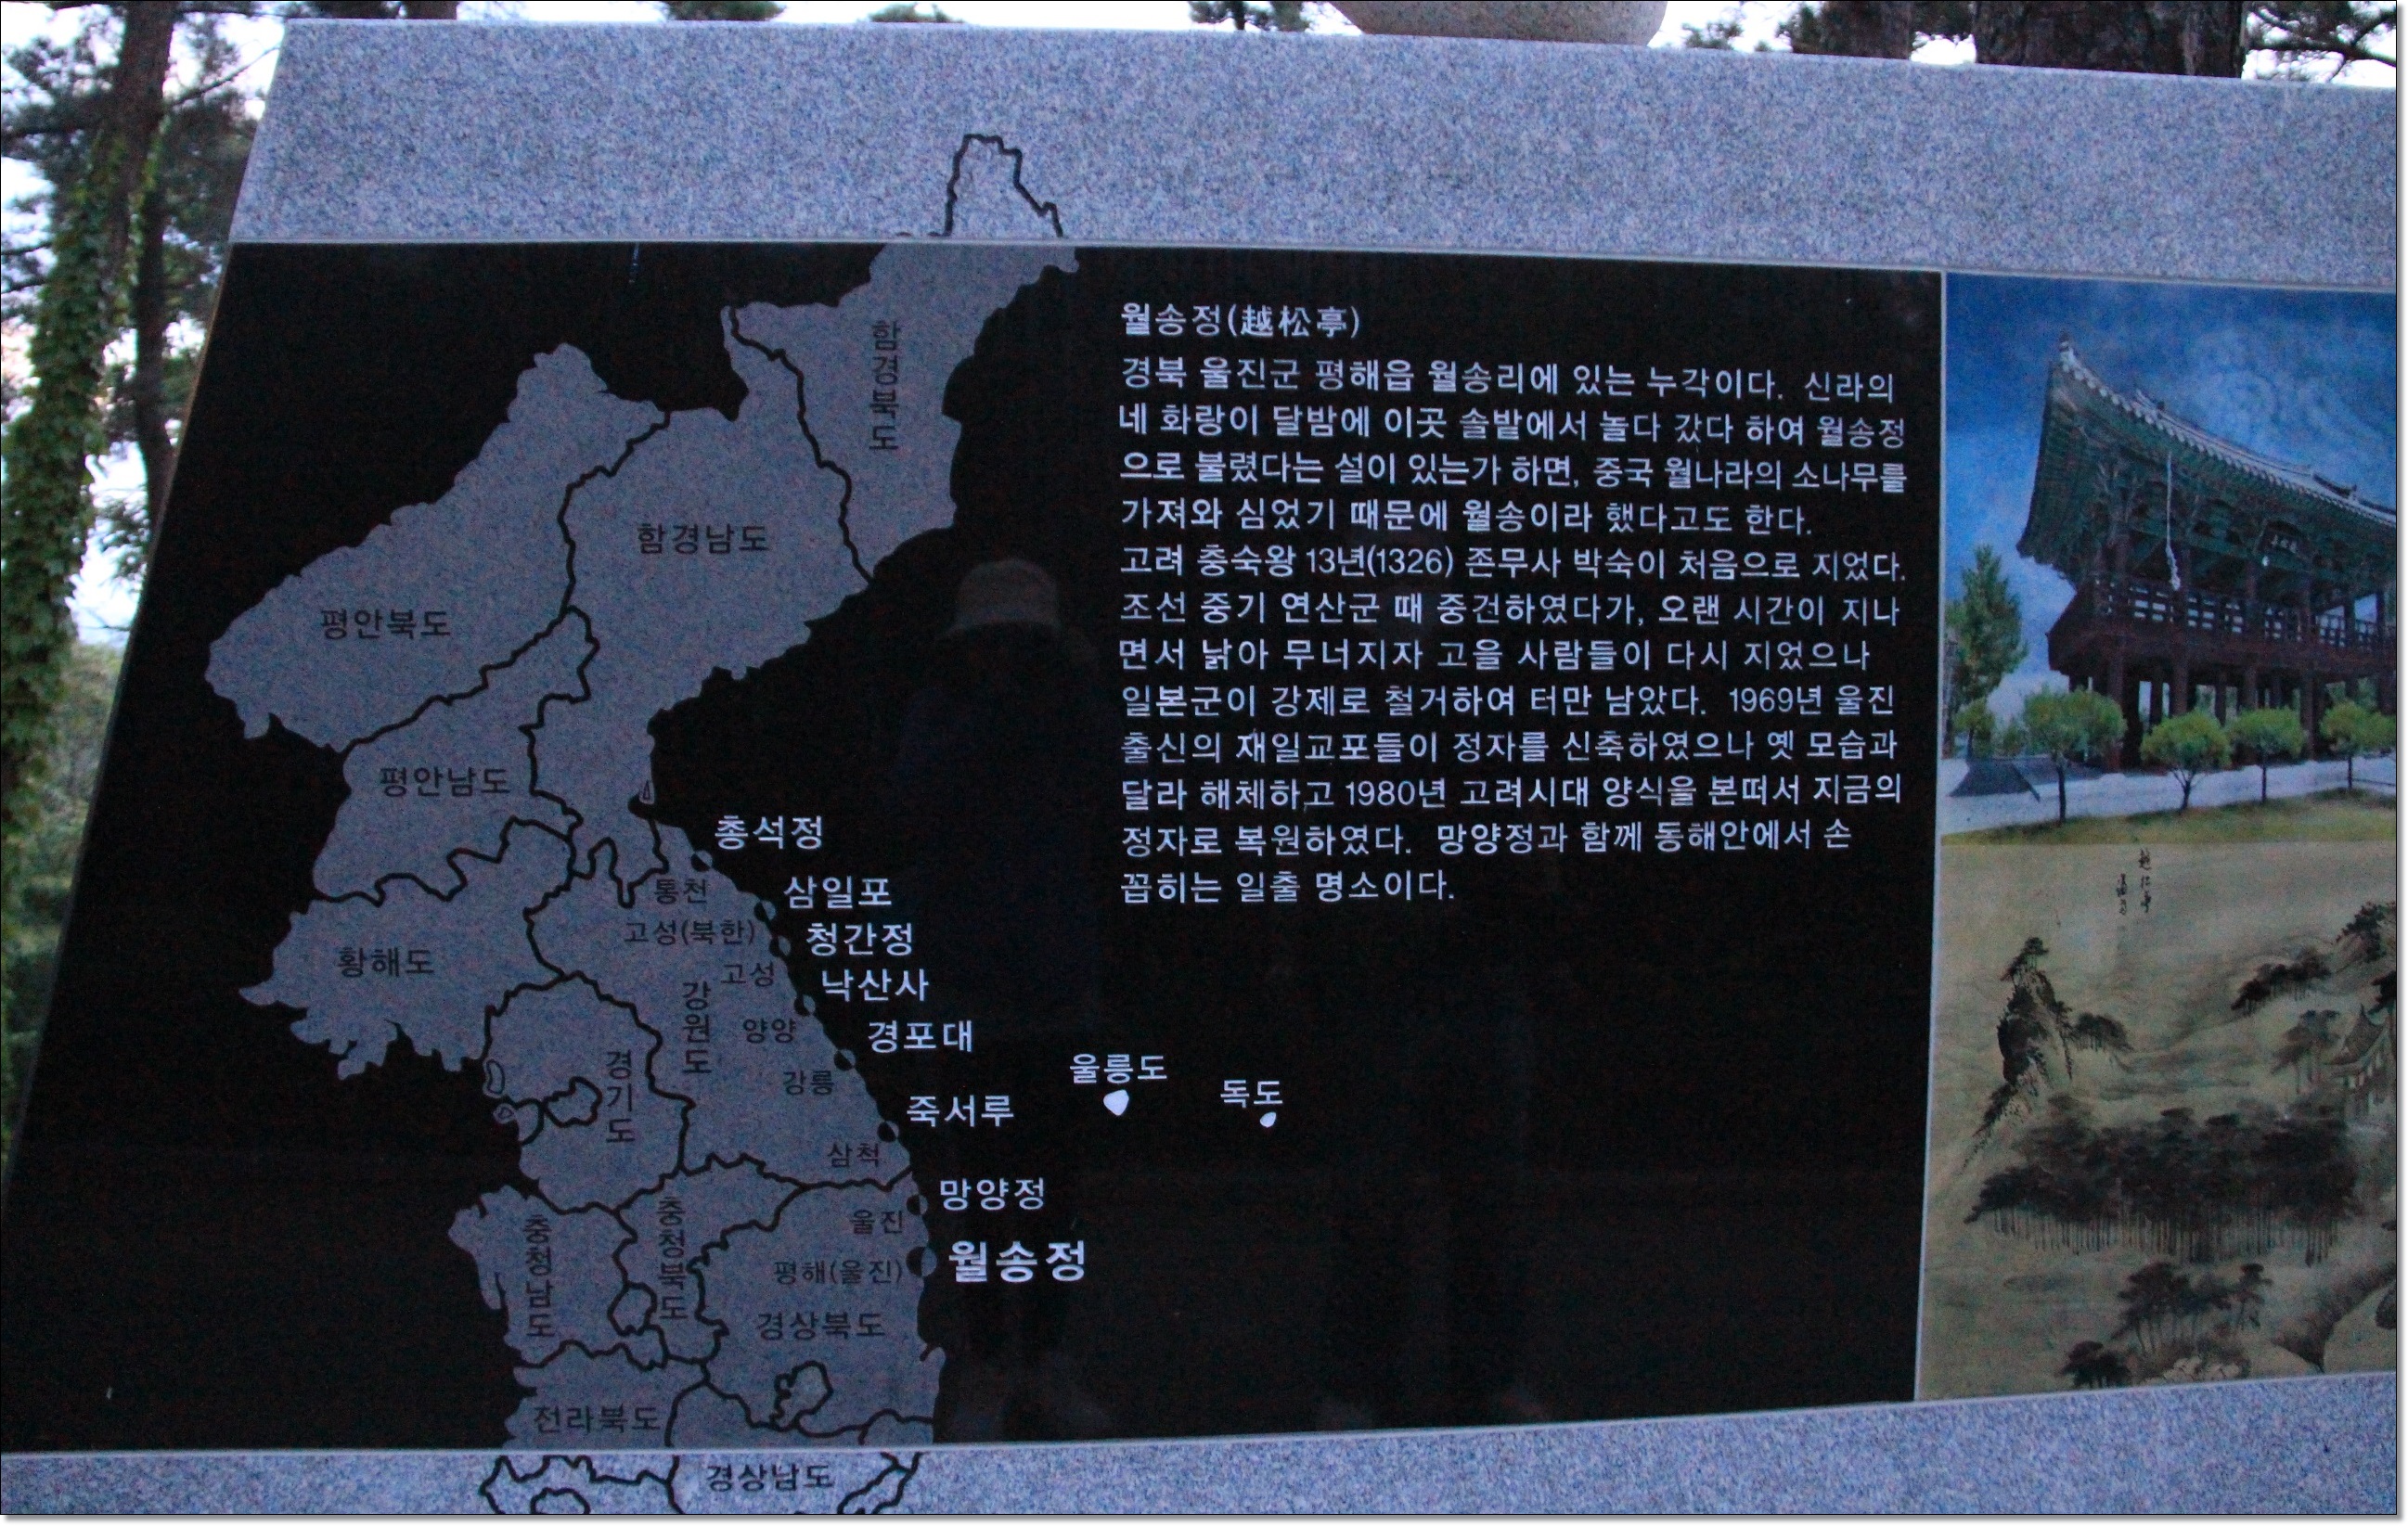 월송정(越松亭)
경북 울진군 평해읍 월송리에 있는 누각이다. 신라의
네 화랑이 달밤에 이곳 솔밭에서 놀다 갔다 하여 월송정
으로 불렸다는 설이 있는가 하면, 중국 월나라의 소나무를
가져와 심었기 때문에 월송이라 했다고도 한다.
고려 충숙왕 13년(1326) 존무사 박숙이 처음으로 지었다.
조선 중기 연산군 때 중건하였다가, 오랜 시간이 지나
면서 낡아 무너지자 고을 사람들이 다시 지었으나
일본군이 강제로 철거하여 터만 남았다. 1969년 울진
출신의 재일교포들이 정자를 신축하였으나 옛 모습과
달라 해체하고 1980년 고려시대 양식을 본떠서 지금의
정자로 복원하였다. 망양정과 함께 동해안에서 손
꼽히는 일출 명소이다.
함경북도
함경남도
평안북도
평안남도
총석정
통천
삼일포
고성(북한)
청간정
황해도
고성
낙산사
강원도
양양
경포대
경기도
강릉
울릉도
독도
죽서루
삼척
망양정
울진
충청남도
충청북도
평해(울진)
월송정
경상북도
전라북도
경상남도